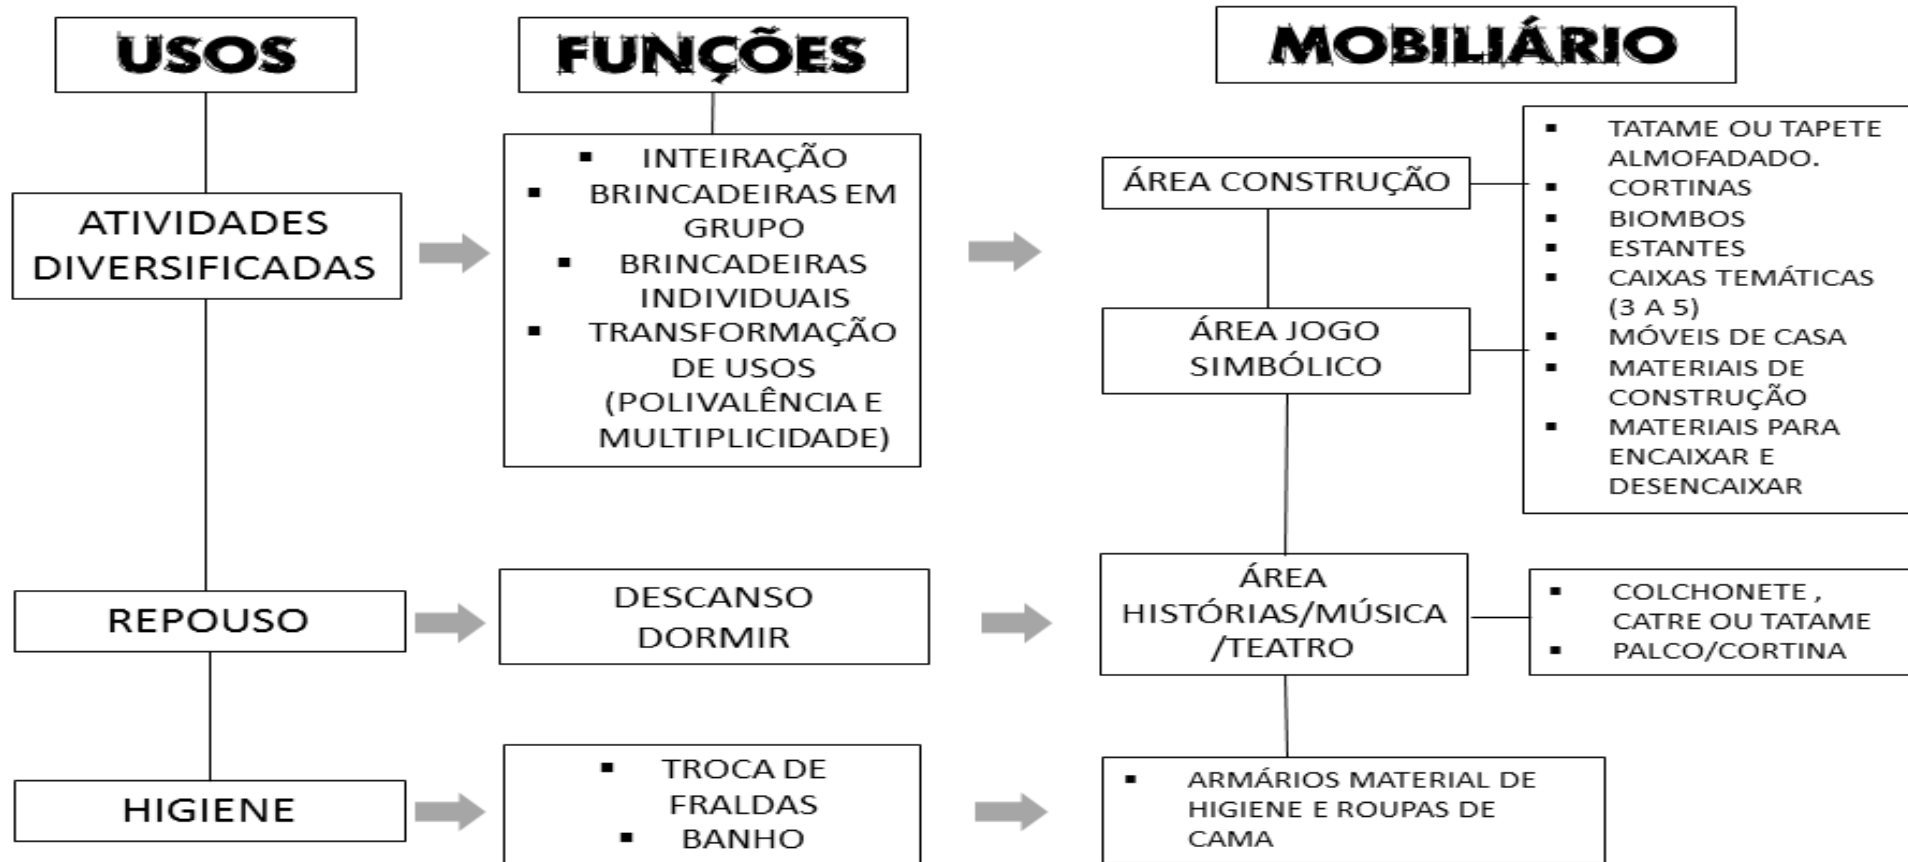 USOS
FUNÇÕES
MOBILIÁRIO
ATIVIDADES
DIVERSIFICADAS
▪ INTEIRAÇÃO
▪ BRINCADEIRAS EM
GRUPO
▪ BRINCADEIRAS
INDIVIDUAIS
▪ TRANSFORMAÇÃO
DE USOS
(POLIVALÊNCIA E
MULTIPLICIDADE)
ÁREA CONSTRUÇÃO
ÁREA JOGO
SIMBÓLICO
▪ TATAME OU TAPETE
ALMOFADADO.
▪ CORTINAS
▪ BIOMBOS
▪ ESTANTES
▪ CAIXAS TEMÁTICAS
(3 A 5)
▪ MÓVEIS DE CASA
▪ MATERIAIS DE
CONSTRUÇÃO
▪ MATERIAIS PARA
ENCAIXAR E
DESENCAIXAR
REPOUSO
DESCANSO
DORMIR
ÁREA
HISTÓRIAS/MÚSICA
/TEATRO
▪ COLCHONETE ,
CATRE OU TATAME
▪ PALCO/CORTINA
HIGIENE
▪ TROCA DE
FRALDAS
▪ BANHO
▪ ARMÁRIOS MATERIAL DE
HIGIENE E ROUPAS DE
CAMA